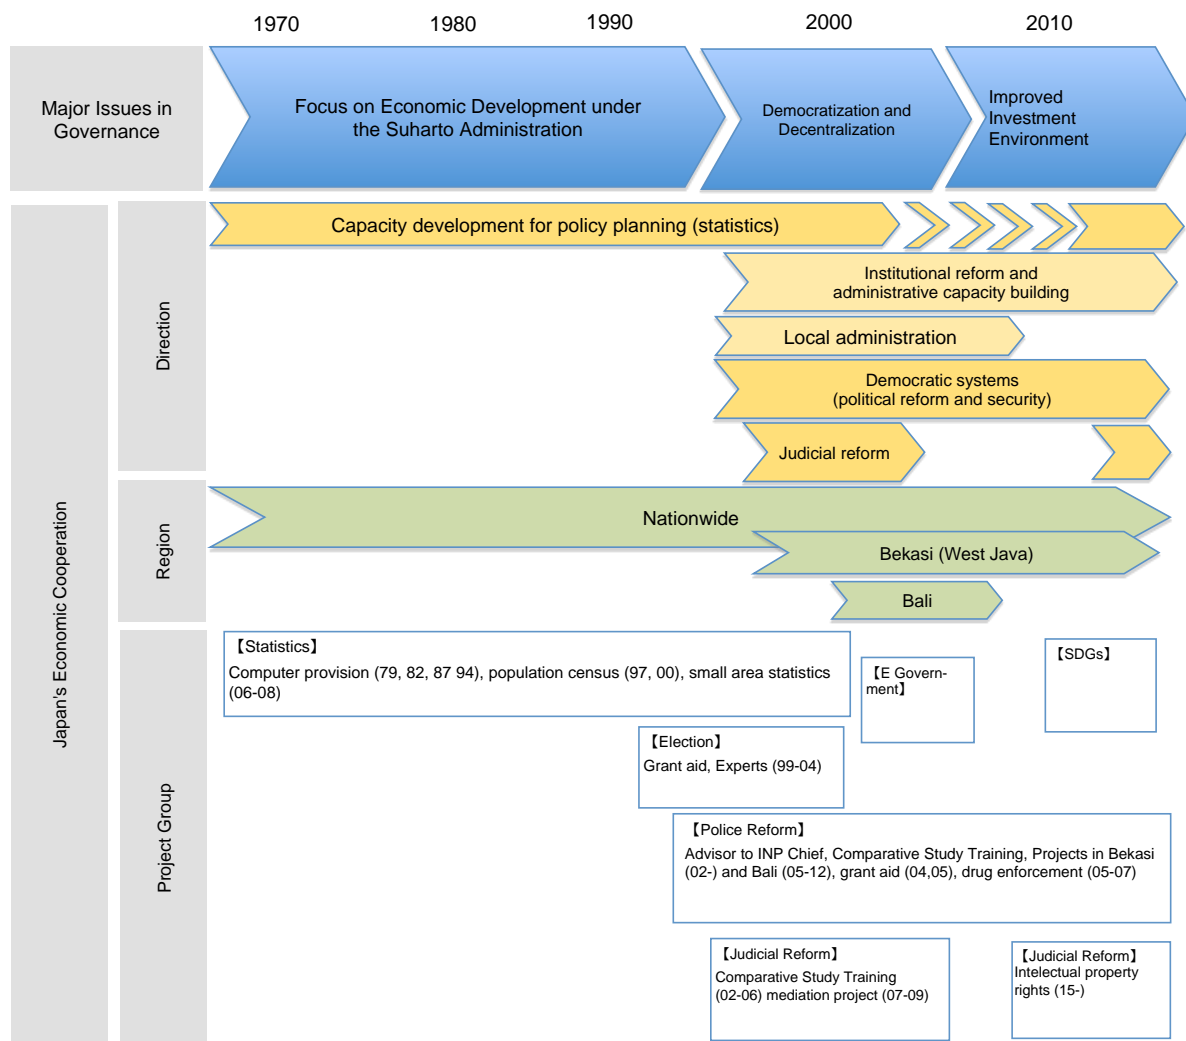 1970 1980 1990 2000 2010
Major Issues in
Governance
Focus on Economic Development under
the Suharto Administration
Democratization and
Decentralization
Improved
Investment
Environment
Japan's Economic Cooperation
Direction
Capacity development for policy planning (statistics)
Institutional reform and
administrative capacity building
Local administration
Democratic systems
(political reform and security)
Judicial reform
Region
Nationwide
Bekasi (West Java)
Bali
Project Group
【Statistics】
Computer provision (79, 82, 87 94), population census (97, 00), small area statistics
(06-08)
【E Govern-
ment】
【SDGs】
【Election】
Grant aid, Experts (99-04)
【Police Reform】
Advisor to INP Chief, Comparative Study Training, Projects in Bekasi
(02-) and Bali (05-12), grant aid (04,05), drug enforcement (05-07)
【Judicial Reform】
Comparative Study Training
(02-06) mediation project (07-09)
【Judicial Reform】
Intelectual property
rights (15-)